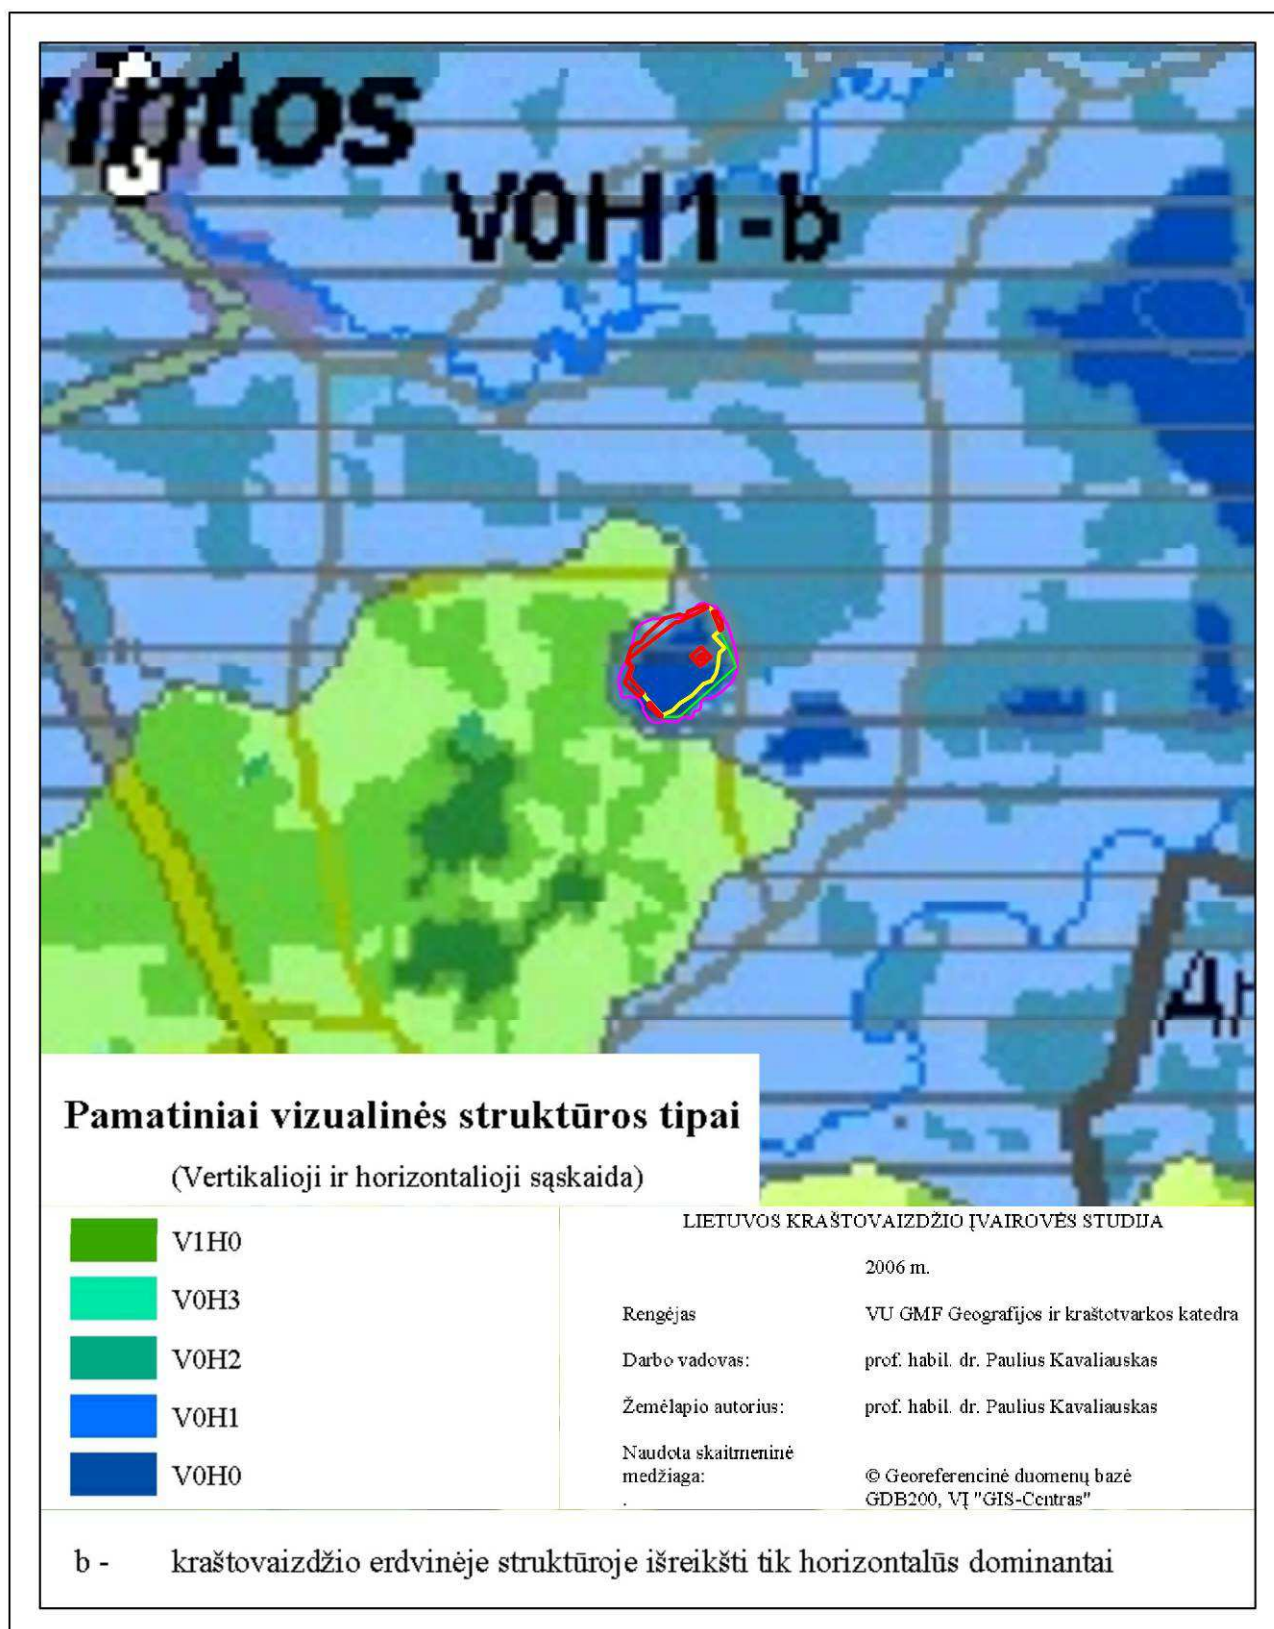 V0H1-b
Pamatiniai vizualinės struktūros tipai
(Vertikalioji ir horizontalioji sąskaida)
V1H0
V0H3
V0H2
V0H1
V0H0
LIETUVOS KRAŠTOVAIZDŽIO ĮVAIROVĖS STUDIJA
2006 m.
Rengėjas VU GMF Geografijos ir kraštotvarkos katedra
Darbo vadovas: prof. habil. dr. Paulius Kavaliauskas
Žemėlapio autorius: prof. habil. dr. Paulius Kavaliauskas
Naudota skaitmeninė
medžiaga: © Georeferencinė duomenų bazė
. GDB200, VĮ "GIS-Centras"
b - kraštovaizdžio erdvinėje struktūroje išreikšti tik horizontalūs dominantai